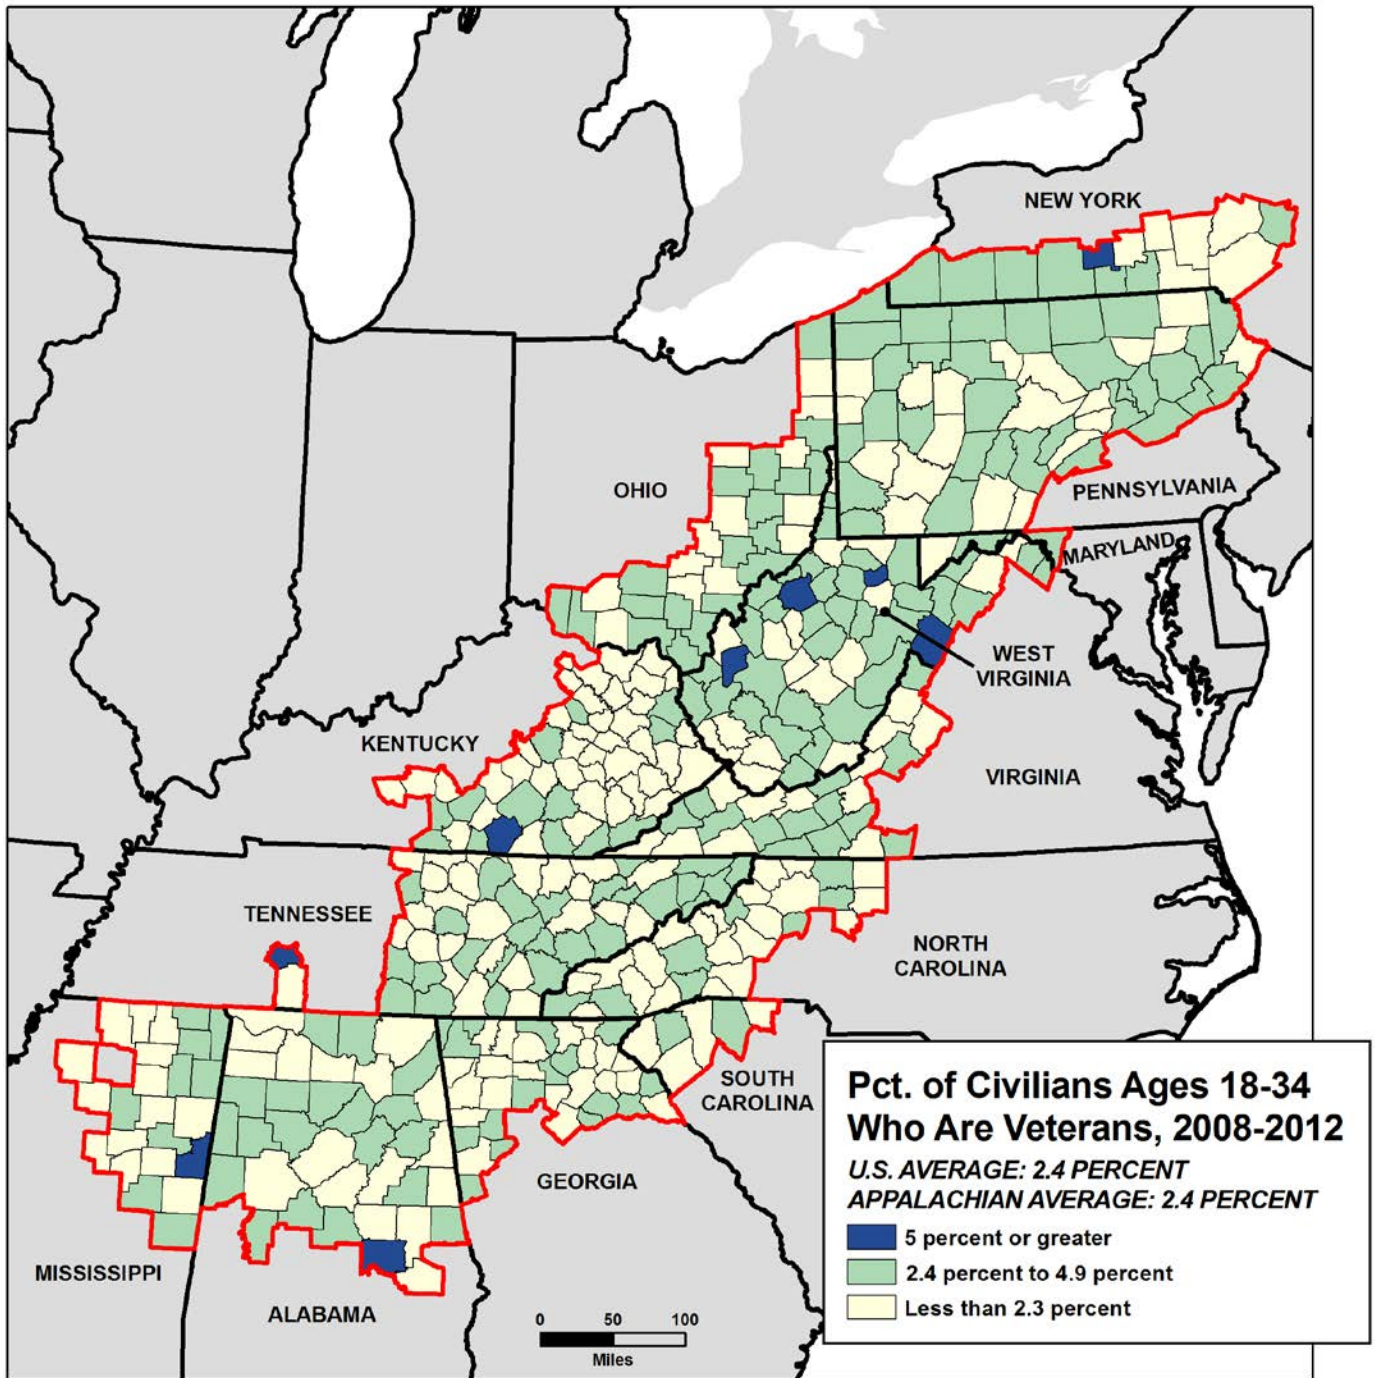 NEW YORK
PENNSYLVANIA
OHIO
MARYLAND
WEST
VIRGINIA
KENTUCKY
VIRGINIA
TENNESSEE
NORTH
CAROLINA
SOUTH
CAROLINA
GEORGIA
MISSISSIPPI
ALABAMA
0 50 100
Miles
Pct. of Civilians Ages 18-34
Who Are Veterans, 2008-2012
U.S. AVERAGE: 2.4 PERCENT
APPALACHIAN AVERAGE: 2.4 PERCENT
5 percent or greater
2.4 percent to 4.9 percent
Less than 2.3 percent